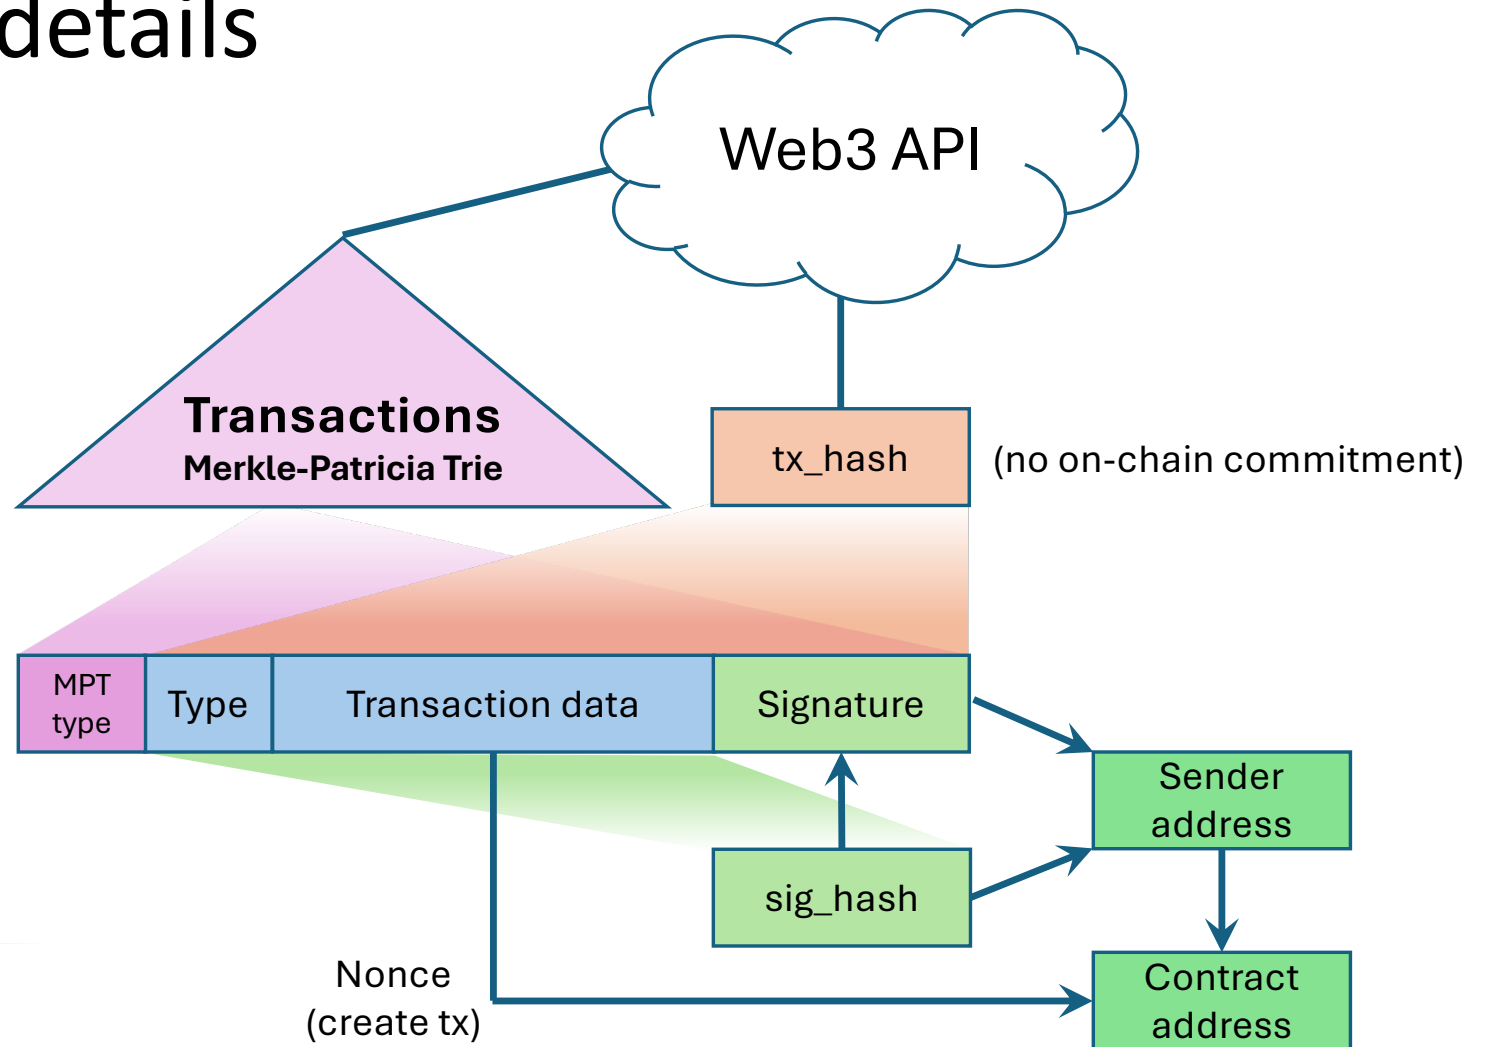 details
Web3 API
Transactions
Merkle-Patricia Trie
tx_hash
(no on-chain commitment)
MPT
type
Type
Transaction data
Signature
Sender
address
sig_hash
Nonce
(create tx)
Contract
address